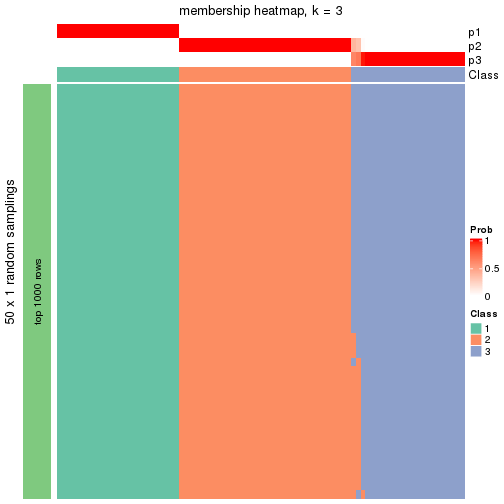 membership heatmap, k = 3
p1
p2
p3
Class
50 x 1 random samplings
top 1000 rows
Prob
1
0.5
0
Class
1
2
3